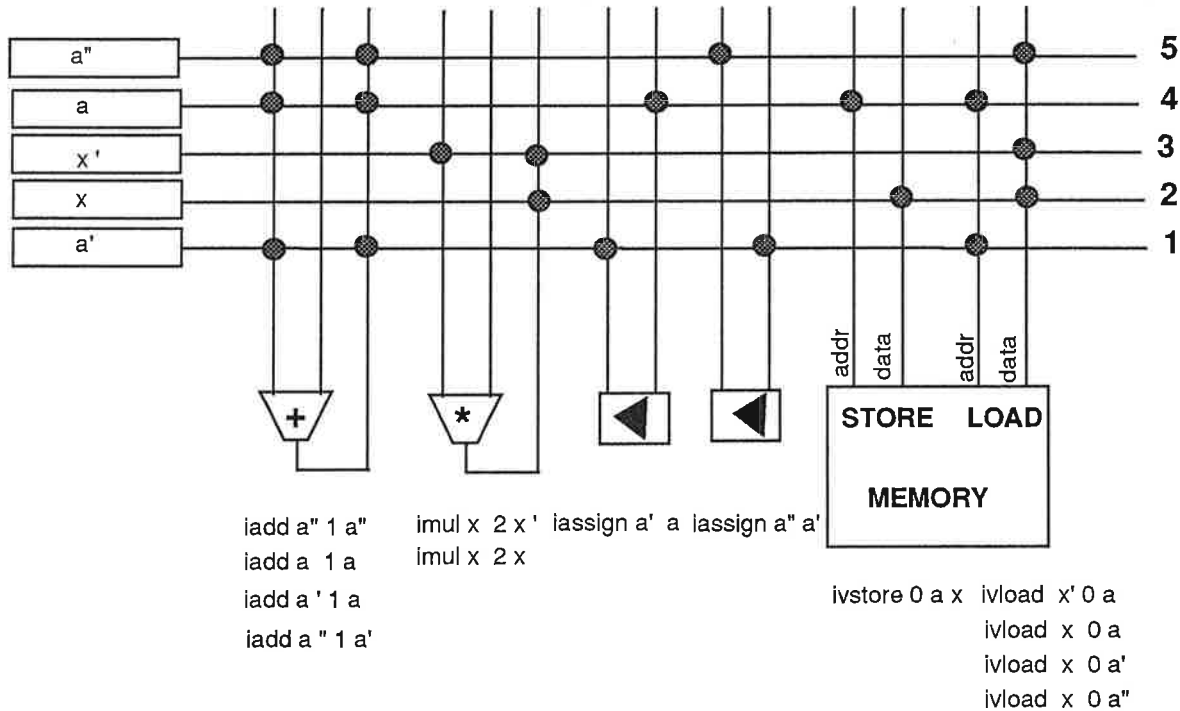 a" 5
a 4
x ' 3
x 2
a' 1
addr data addr data
+ *
STORE LOAD
MEMORY
iadd a" 1 a" imul x 2 x ' iassign a' a iassign a" a'
iadd a 1 a imul x 2 x
iadd a ' 1 a
iadd a " 1 a'
ivstore 0 a x ivload x' 0 a
ivload x 0 a
ivload x 0 a'
ivload x 0 a"